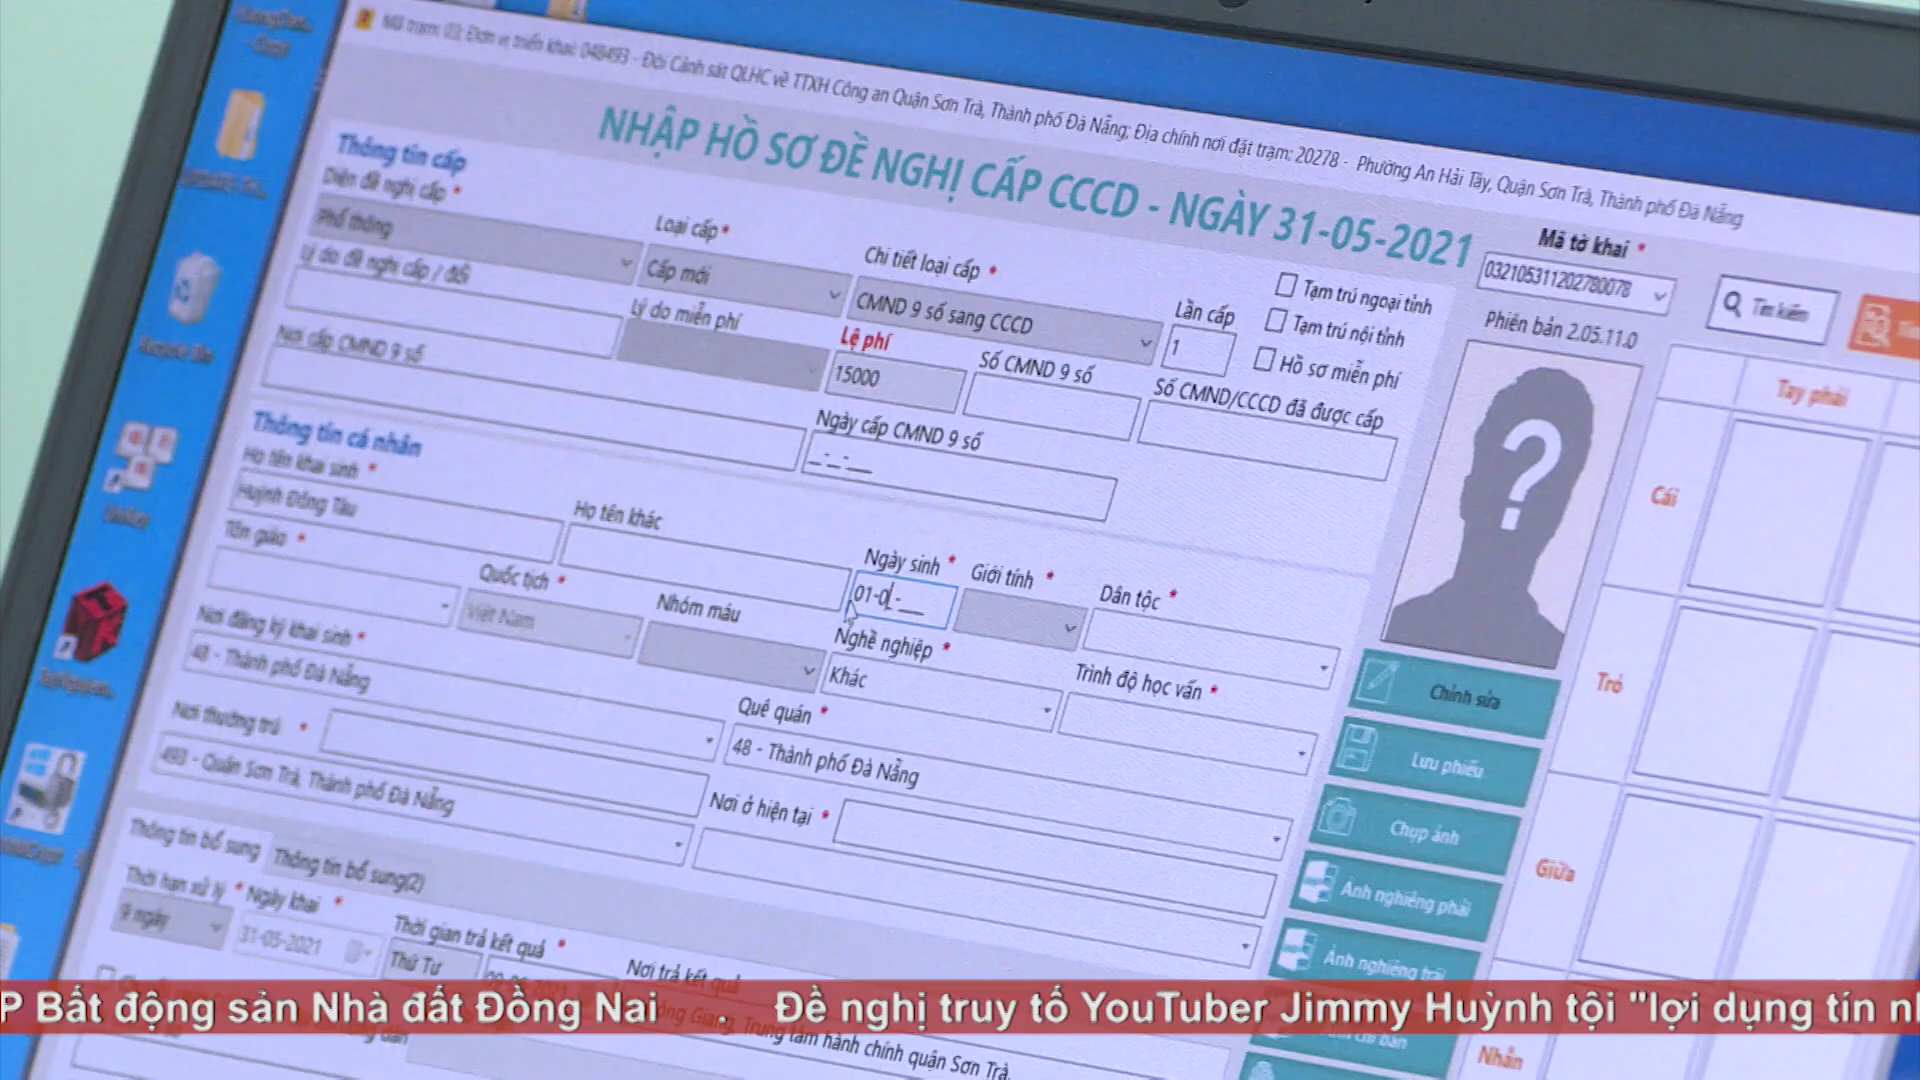 Mã trạm: 03; Đơn vị triển khai: 048493 - Đội Cảnh sát QLHC về TTXH Công an Quận Sơn Trà, Thành phố Đà Nẵng; Địa chính nơi đặt trạm: 20278 - Phường An Hải Tây, Quận Sơn Trà, Thành phố Đà Nẵng
NHẬP HỒ SƠ ĐỀ NGHỊ CẤP CCCD - NGÀY 31-05-2021
Thông tin cấp
Diện đề nghị cấp *
Phổ thông
Loại cấp *
Cấp mới
Chi tiết loại cấp *
CMND 9 số sang CCCD
Lần cấp
1
Tạm trú ngoại tỉnh
Tạm trú nội tỉnh
Hồ sơ miễn phí
Mã tờ khai *
032105311202780078
Tìm kiếm
Phiên bản 2.05.11.0
Lý do đề nghị cấp / đổi
Lý do miễn phí
Lệ phí
15000
Số CMND 9 số
Số CMND/CCCD đã được cấp
Nơi cấp CMND 9 số
Ngày cấp CMND 9 số
__-__-____
Thông tin cá nhân
Họ tên khai sinh *
Huỳnh Đồng Tàu
Họ tên khác
Ngày sinh *
01-0_-____
Giới tính *
Dân tộc *
Tôn giáo *
Quốc tịch *
Việt Nam
Nhóm máu
Nghề nghiệp *
Khác
Trình độ học vấn *
Nơi đăng ký khai sinh *
48 - Thành phố Đà Nẵng
Quê quán *
48 - Thành phố Đà Nẵng
Nơi thường trú *
493 - Quận Sơn Trà, Thành phố Đà Nẵng
Nơi ở hiện tại *
Thông tin bổ sung
Thông tin bổ sung(2)
Thời hạn xử lý *
9 ngày
Ngày khai *
31-05-2021
Thời gian trả kết quả *
Thứ Tư
Nơi trả kết quả
Trung tâm hành chính quận Sơn Trà,
Tay phải
Cái
Trỏ
Giữa
Nhẫn
Chỉnh sửa
Lưu phiếu
Chụp ảnh
Ảnh nghiêng phải
Ảnh nghiêng trái
P Bất động sản Nhà đất Đồng Nai . Đề nghị truy tố YouTuber Jimmy Huỳnh tội "lợi dụng tín